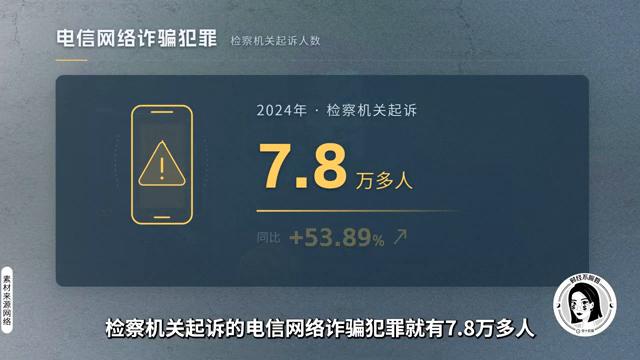 电信网络诈骗犯罪 检察机关起诉人数
2024年·检察机关起诉
7.8万多人
同比 +53.89% ↗
素材来源网络
检察机关起诉的电信网络诈骗犯罪就有7.8万多人